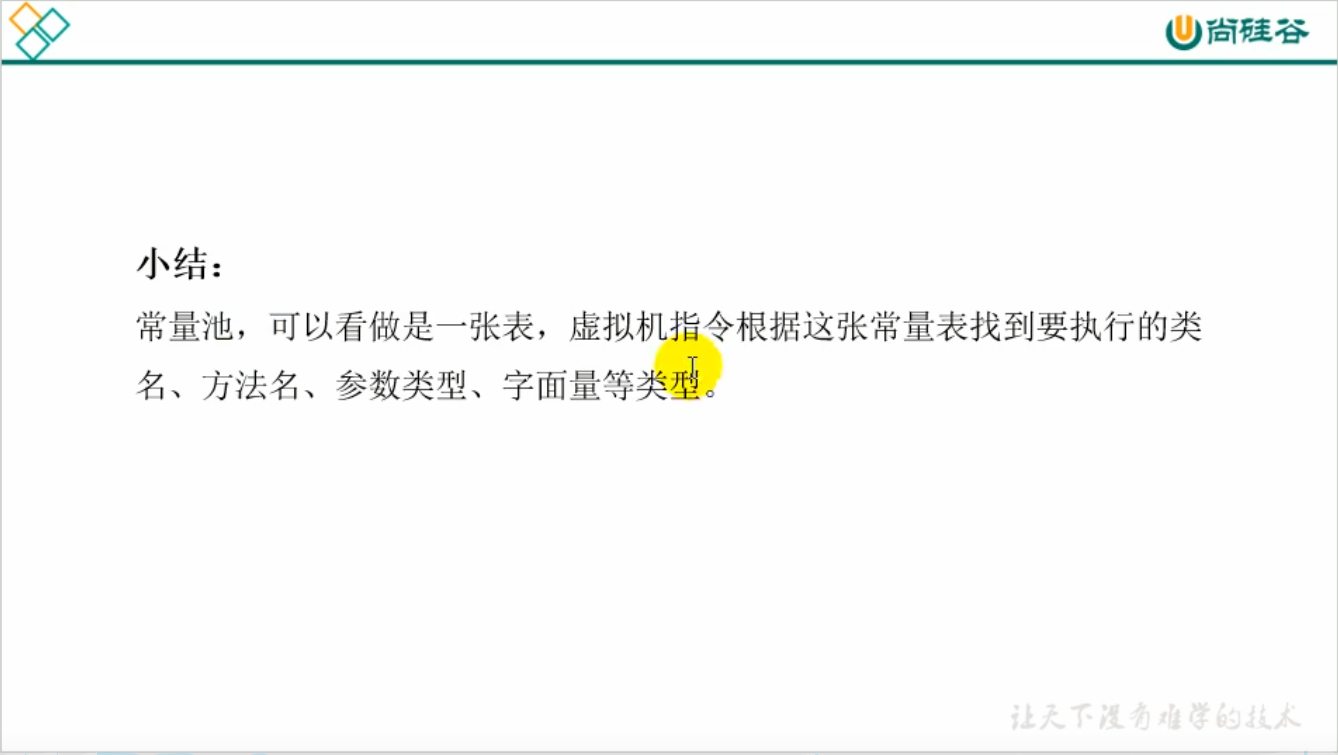 尚硅谷
小结：
常量池，可以看做是一张表，虚拟机指令根据这张常量表找到要执行的类
名、方法名、参数类型、字面量等类型。
让天下没有难学的技术